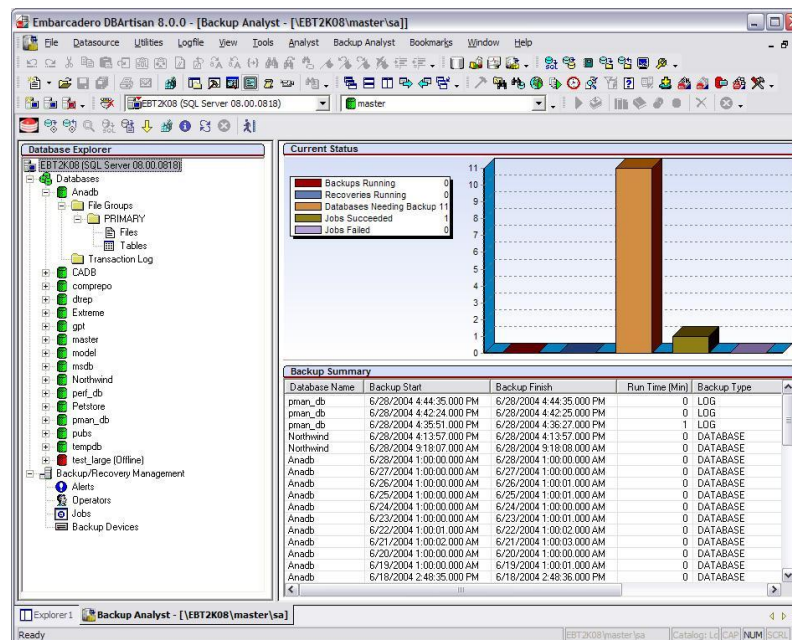 Embarcadero DBArtisan 8.0.0 - [Backup Analyst - [\EBT2K08\master\sa]]
File Datasource Utilities Logfile View Tools Analyst Backup Analyst Bookmarks Window Help
EBT2K08 (SQL Server 08.00.0818) master
Database Explorer
EBT2K08 (SQL Server 08.00.0818)
Databases
Anadb
File Groups
PRIMARY
Files
Tables
Transaction Log
CADB
comprepo
dtrep
Extreme
gpt
master
model
msdb
Northwind
perf_db
Petstore
pman_db
pubs
tempdb
test_large (Offline)
Backup/Recovery Management
Alerts
Operators
Jobs
Backup Devices
Current Status
Backups Running 0
Recoveries Running 0
Databases Needing Backup 11
Jobs Succeeded 1
Jobs Failed 0
11
10
9
8
7
6
5
4
3
2
1
0
Backup Summary
Database Name Backup Start Backup Finish Run Time (Min) Backup Type
pman_db 6/28/2004 4:44:35.000 PM 6/28/2004 4:44:35.000 PM 0 LOG
pman_db 6/28/2004 4:42:24.000 PM 6/28/2004 4:42:25.000 PM 0 LOG
pman_db 6/28/2004 4:35:51.000 PM 6/28/2004 4:36:27.000 PM 1 LOG
Northwind 6/28/2004 4:13:57.000 PM 6/28/2004 4:13:57.000 PM 0 DATABASE
Northwind 6/28/2004 9:18:07.000 AM 6/28/2004 9:18:08.000 AM 0 DATABASE
Anadb 6/28/2004 1:00:00.000 AM 6/28/2004 1:00:00.000 AM 0 DATABASE
Anadb 6/27/2004 1:00:00.000 AM 6/27/2004 1:00:00.000 AM 0 DATABASE
Anadb 6/26/2004 1:00:00.000 AM 6/26/2004 1:00:01.000 AM 0 DATABASE
Anadb 6/25/2004 1:00:01.000 AM 6/25/2004 1:00:01.000 AM 0 DATABASE
Anadb 6/24/2004 1:00:00.000 AM 6/24/2004 1:00:00.000 AM 0 DATABASE
Anadb 6/23/2004 1:00:00.000 AM 6/23/2004 1:00:01.000 AM 0 DATABASE
Anadb 6/22/2004 1:00:01.000 AM 6/22/2004 1:00:02.000 AM 0 DATABASE
Anadb 6/21/2004 1:00:02.000 AM 6/21/2004 1:00:03.000 AM 0 DATABASE
Anadb 6/20/2004 1:00:00.000 AM 6/20/2004 1:00:00.000 AM 0 DATABASE
Anadb 6/19/2004 1:00:00.000 AM 6/19/2004 1:00:01.000 AM 0 DATABASE
Anadb 6/18/2004 2:48:35.000 PM 6/18/2004 2:48:36.000 PM 0 DATABASE
Explorer1 Backup Analyst - [\EBT2K08\master\sa]
Ready EBT2K08\master\sa Catalog: Lo CAP NUM SCRL